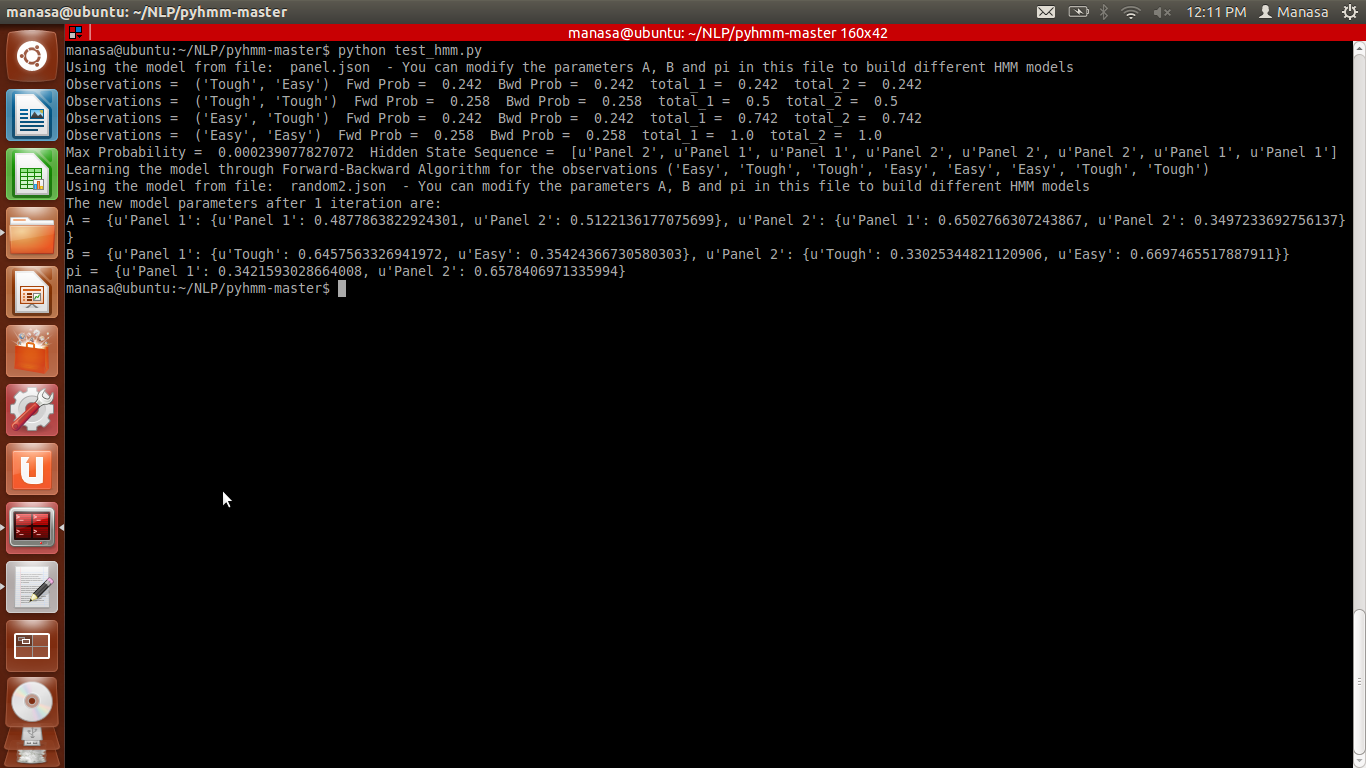 manasa@ubuntu: ~/NLP/pyhmm-master
12:11 PM
Manasa
manasa@ubuntu: ~/NLP/pyhmm-master 160x42
manasa@ubuntu:~/NLP/pyhmm-master$ python test_hmm.py
Using the model from file:  panel.json  - You can modify the parameters A, B and pi in this file to build different HMM models
Observations =  ('Tough', 'Easy')  Fwd Prob =  0.242  Bwd Prob =  0.242  total_1 =  0.242  total_2 =  0.242
Observations =  ('Tough', 'Tough')  Fwd Prob =  0.258  Bwd Prob =  0.258  total_1 =  0.5  total_2 =  0.5
Observations =  ('Easy', 'Tough')  Fwd Prob =  0.242  Bwd Prob =  0.242  total_1 =  0.742  total_2 =  0.742
Observations =  ('Easy', 'Easy')  Fwd Prob =  0.258  Bwd Prob =  0.258  total_1 =  1.0  total_2 =  1.0
Max Probability =  0.000239077827072  Hidden State Sequence =  [u'Panel 2', u'Panel 1', u'Panel 1', u'Panel 2', u'Panel 2', u'Panel 2', u'Panel 1', u'Panel 1']
Learning the model through Forward-Backward Algorithm for the observations ('Easy', 'Tough', 'Tough', 'Easy', 'Easy', 'Easy', 'Tough', 'Tough')
Using the model from file:  random2.json  - You can modify the parameters A, B and pi in this file to build different HMM models
The new model parameters after 1 iteration are:
A =  {u'Panel 1': {u'Panel 1': 0.4877863822924301, u'Panel 2': 0.5122136177075699}, u'Panel 2': {u'Panel 1': 0.6502766307243867, u'Panel 2': 0.3497233692756137}
}
B =  {u'Panel 1': {u'Tough': 0.6457563326941972, u'Easy': 0.35424366730580303}, u'Panel 2': {u'Tough': 0.33025344821120906, u'Easy': 0.6697465517887911}}
pi =  {u'Panel 1': 0.3421593028664008, u'Panel 2': 0.6578406971335994}
manasa@ubuntu:~/NLP/pyhmm-master$